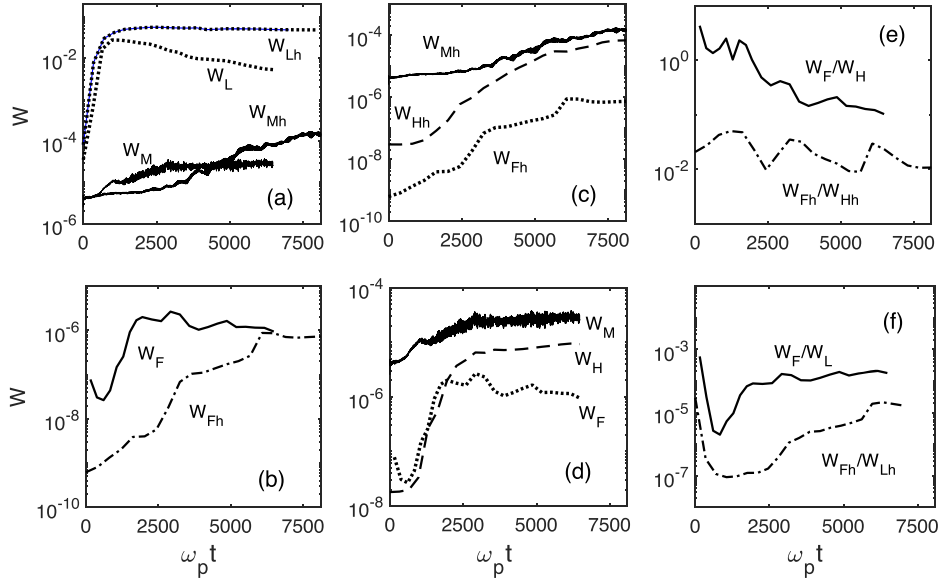 W
10^-2
10^-4
10^-6
W_Lh
W_L
W_Mh
W_M
(a)
0 2500 5000 7500
10^-4
10^-6
10^-8
10^-10
W_Mh
W_Hh
W_Fh
(c)
0 2500 5000 7500
10^0
10^-2
(e)
W_F/W_H
W_Fh/W_Hh
0 2500 5000 7500
W
10^-6
10^-8
10^-10
W_F
W_Fh
(b)
0 2500 5000 7500
ω_p t
10^-4
10^-6
10^-8
W_M
W_H
W_F
(d)
0 2500 5000 7500
ω_p t
10^-3
10^-5
10^-7
(f)
W_F/W_L
W_Fh/W_Lh
0 2500 5000 7500
ω_p t